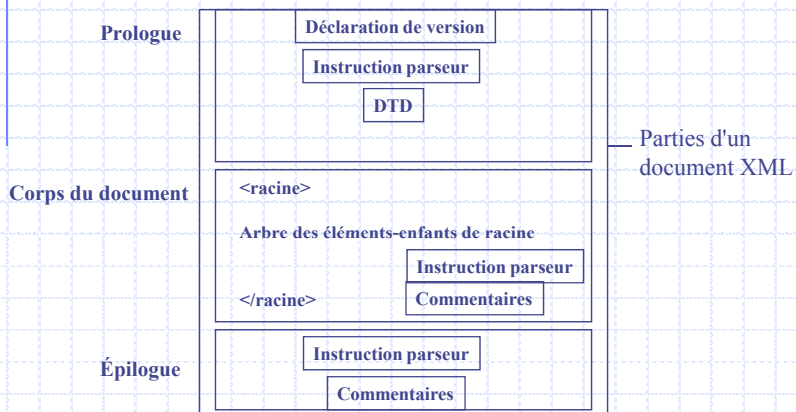 Prologue
Déclaration de version
Instruction parseur
DTD
Parties d'un
document XML
Corps du document
<racine>
Arbre des éléments-enfants de racine
Instruction parseur
</racine>
Commentaires
Épilogue
Instruction parseur
Commentaires